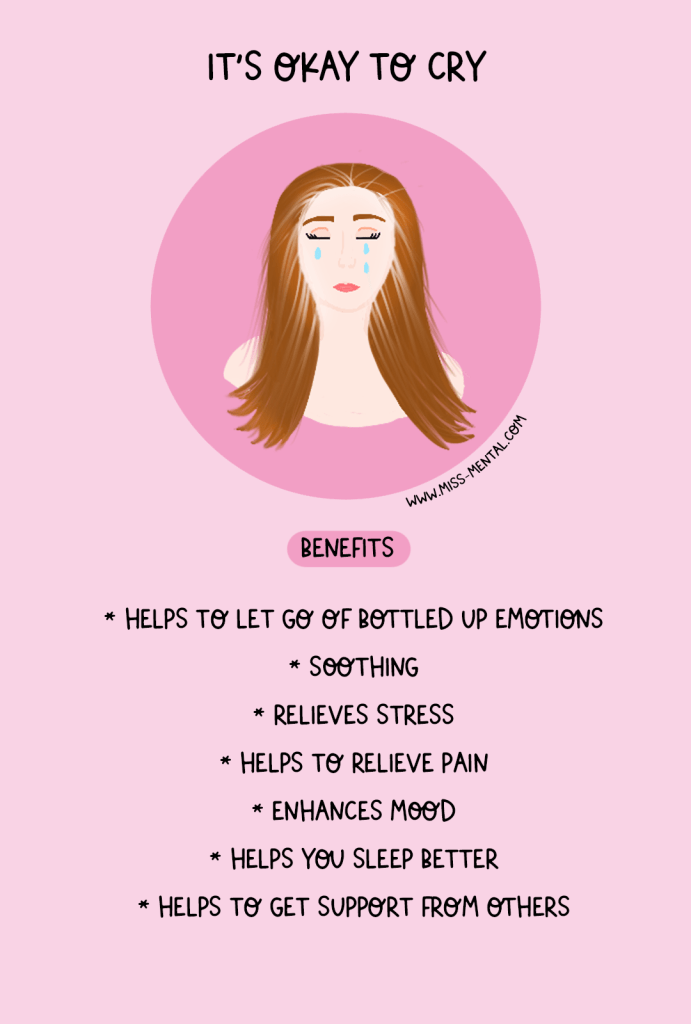 IT'S OKAY TO CRY
WWW.MISS-MENTAL.COM
BENEFITS
* HELPS TO LET GO OF BOTTLED UP EMOTIONS
* SOOTHING
* RELIEVES STRESS
* HELPS TO RELIEVE PAIN
* ENHANCES MOOD
* HELPS YOU SLEEP BETTER
* HELPS TO GET SUPPORT FROM OTHERS